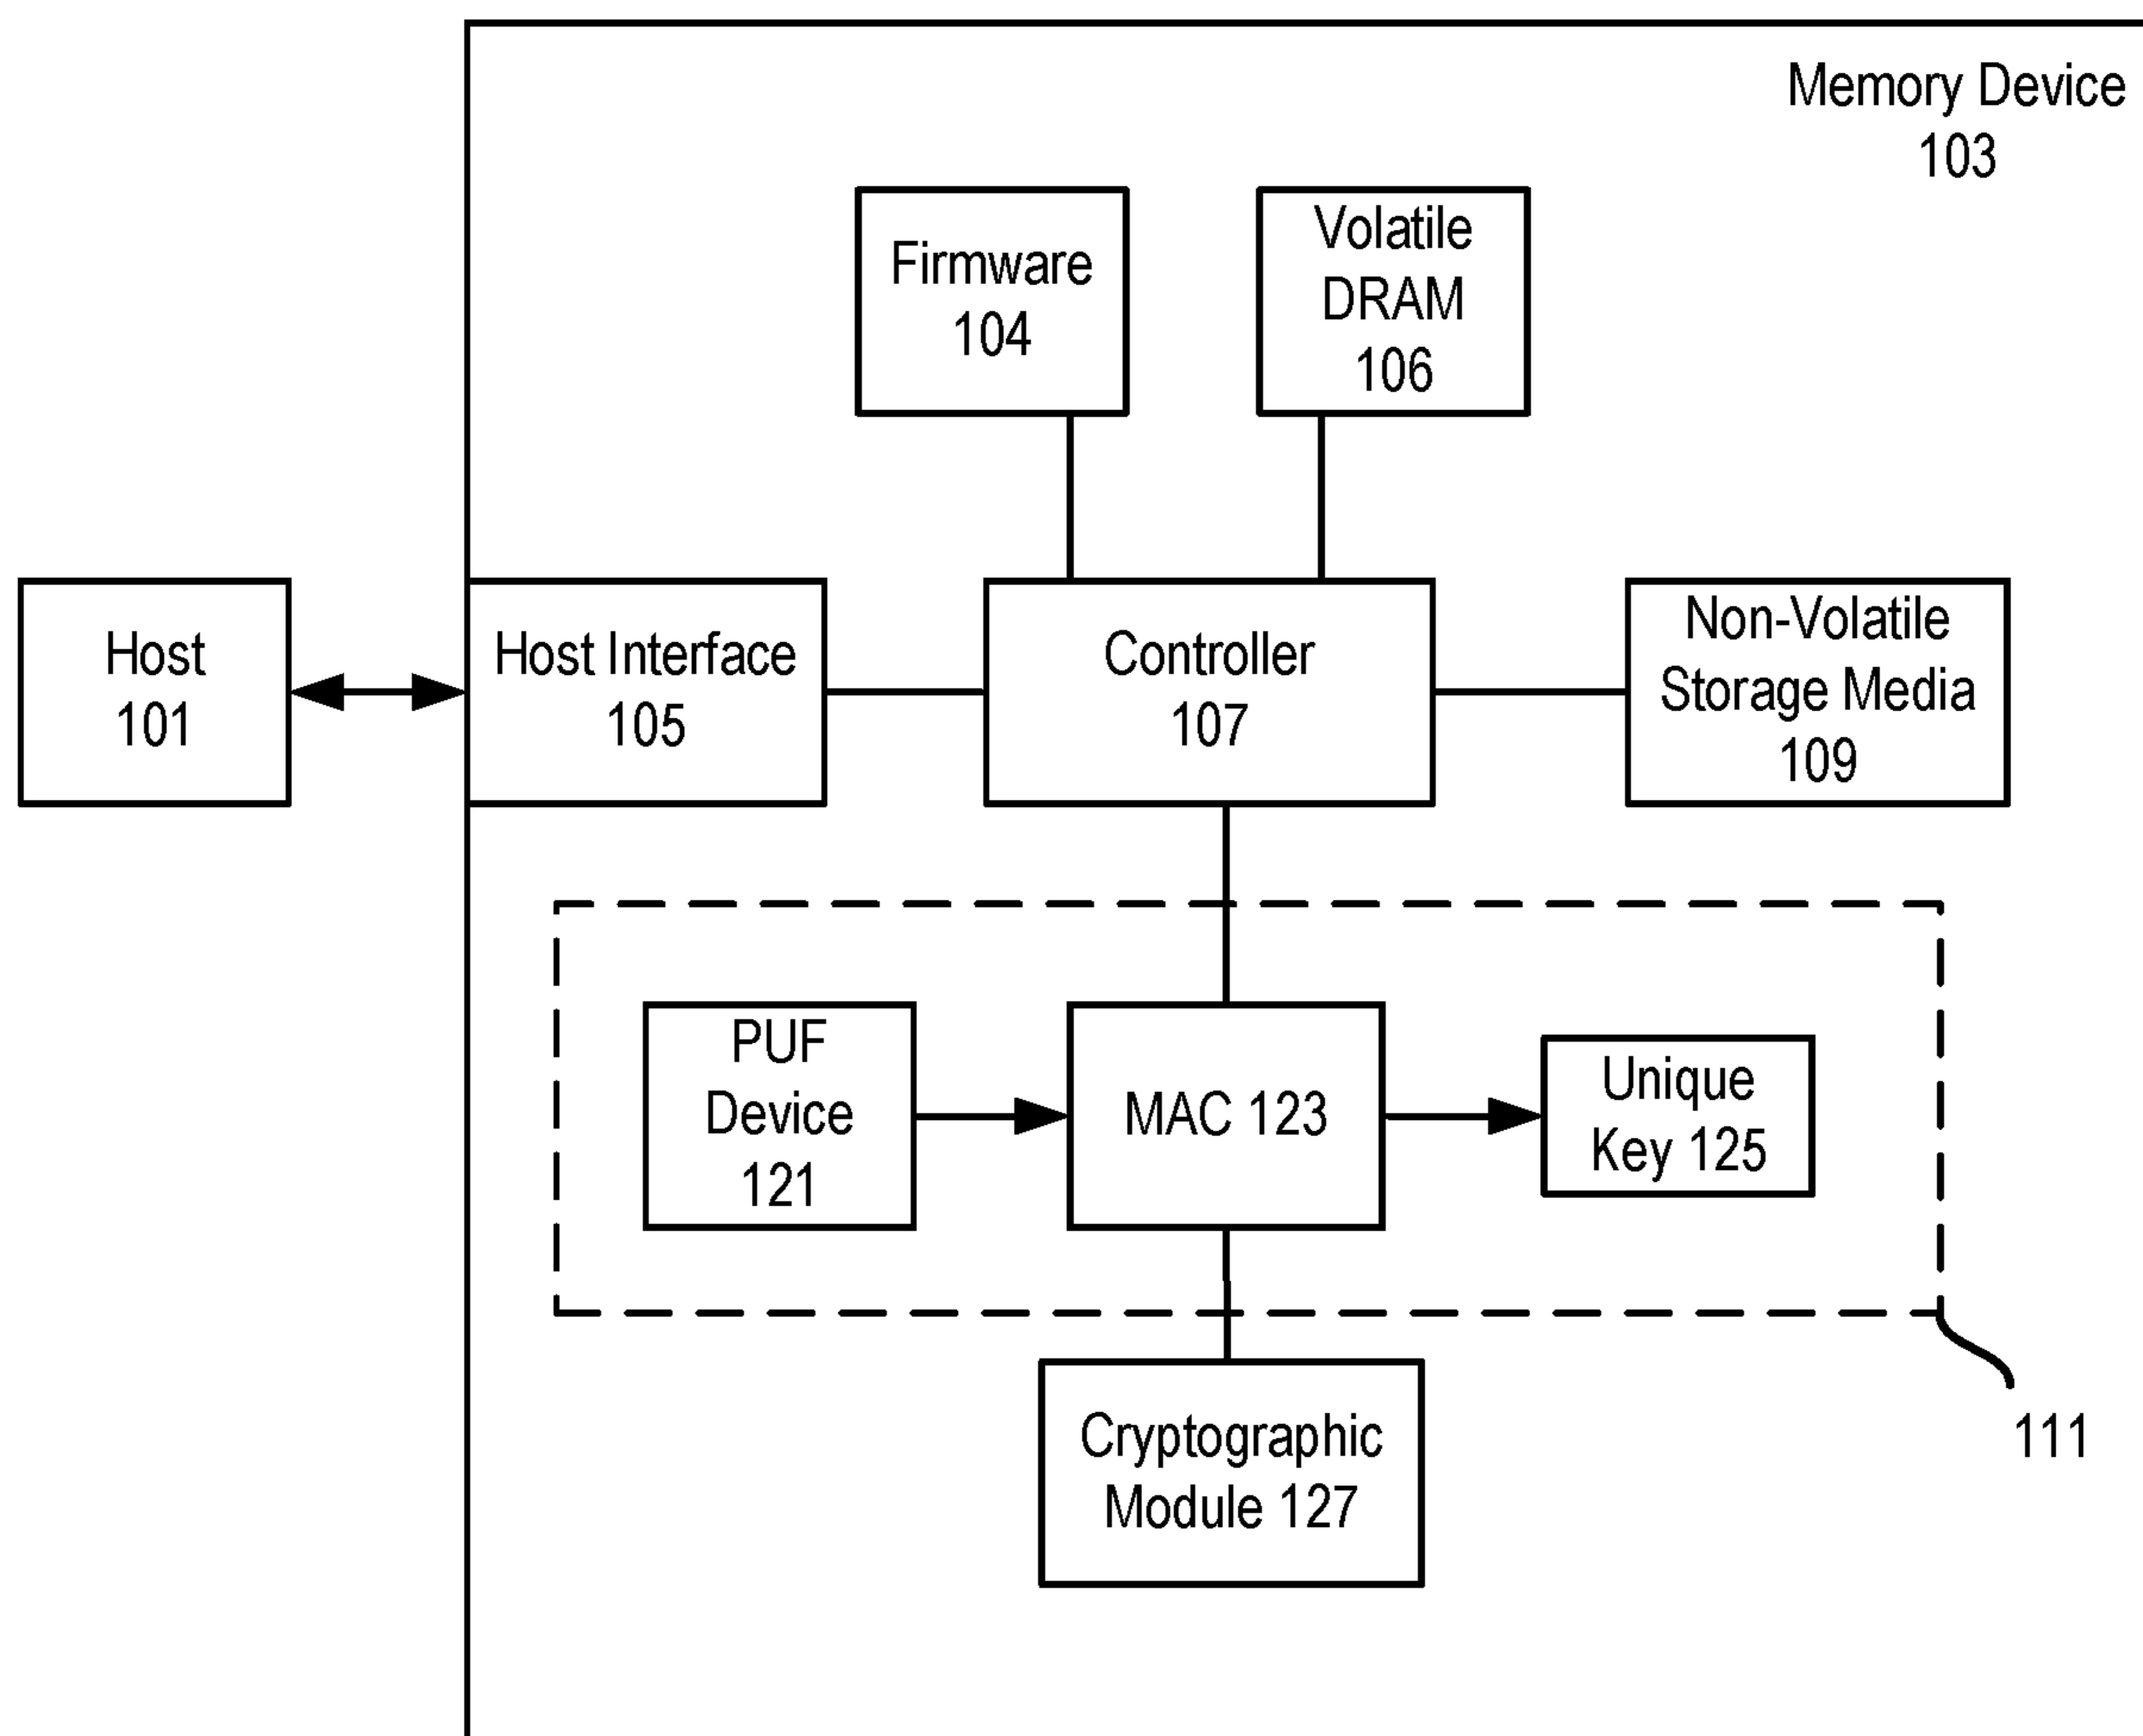 Memory Device
103
Firmware
104
Volatile
DRAM
106
Host
101
Host Interface
105
Controller
107
Non-Volatile
Storage Media
109
PUF
Device
121
MAC 123
Unique
Key 125
Cryptographic
Module 127
111